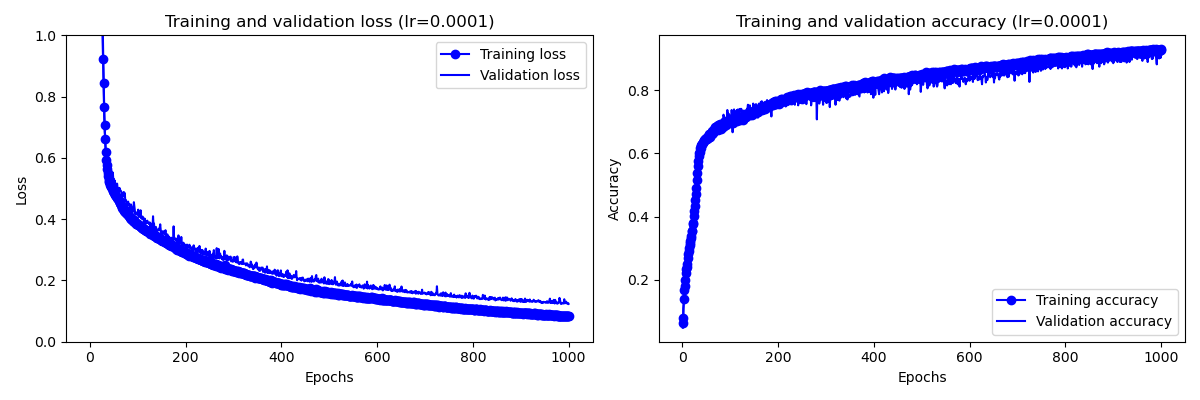 Training and validation loss (lr=0.0001)
1.0
0.8
0.6
0.4
0.2
0.0
Loss
0
200
400
600
800
1000
Epochs
Training loss
Validation loss
Training and validation accuracy (lr=0.0001)
0.8
0.6
0.4
0.2
Accuracy
0
200
400
600
800
1000
Epochs
Training accuracy
Validation accuracy